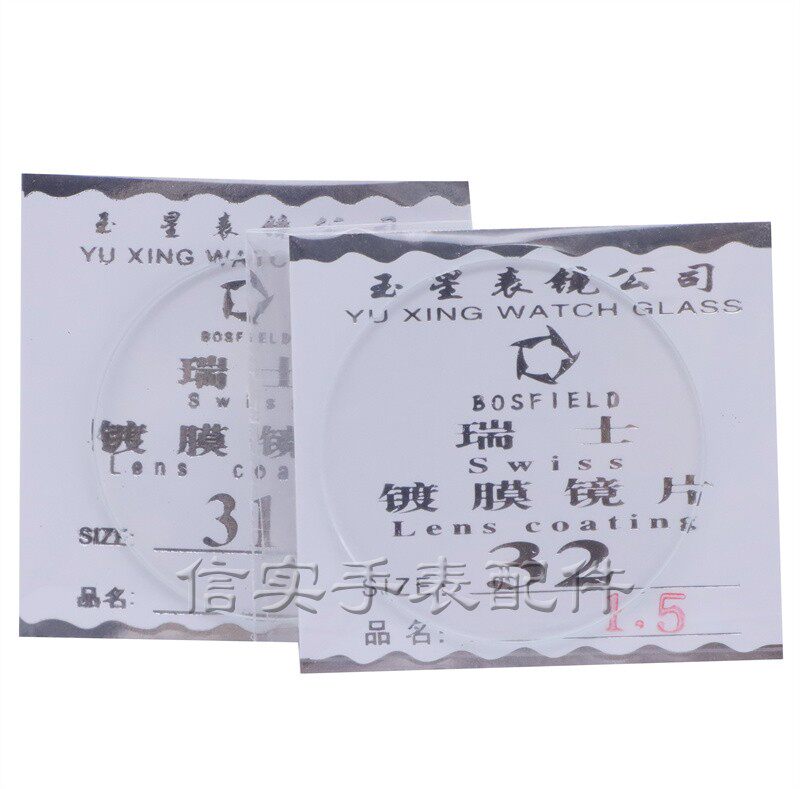 玉星表镜公司
YU XING WATC
BOSFIELD
瑞士
Swis
镀膜镜
Lens coa
SIZE: 31
品名:
玉星表镜公司
YU XING WATCH GLASS
BOSFIELD
瑞士
Swiss
镀膜镜片
Lens coating
SIZE 32
品名: 1.5
信实手表配件